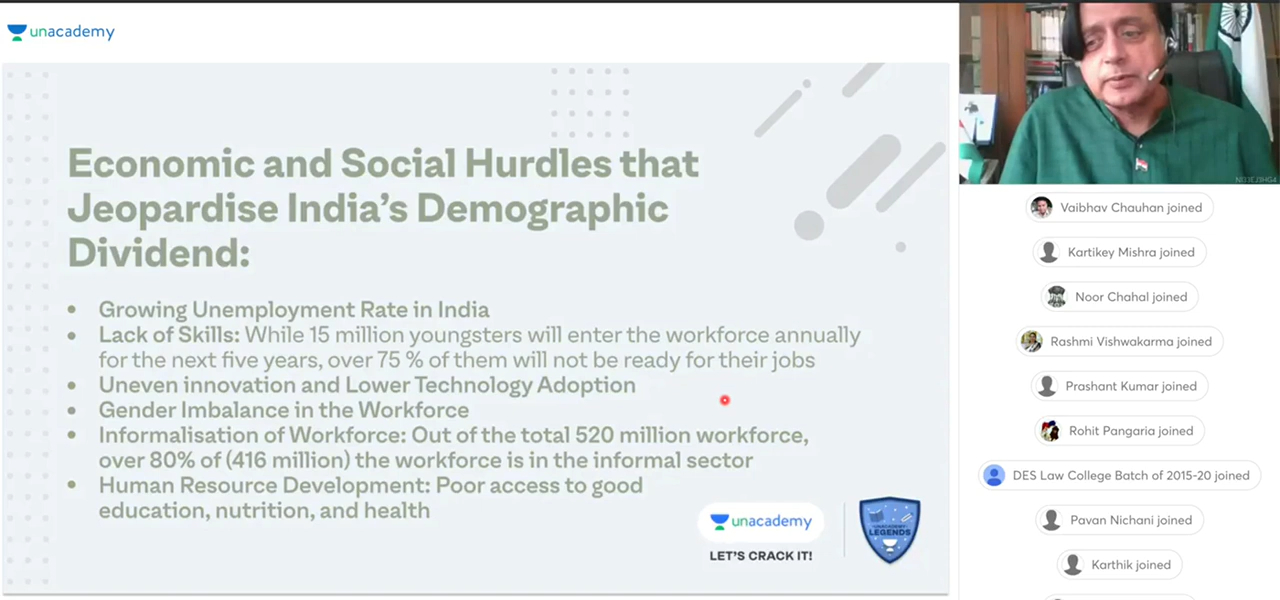 unacademy
Economic and Social Hurdles that
Jeopardise India's Demographic
Dividend:
• Growing Unemployment Rate in India
• Lack of Skills: While 15 million youngsters will enter the workforce annually
for the next five years, over 75 % of them will not be ready for their jobs
• Uneven innovation and Lower Technology Adoption
• Gender Imbalance in the Workforce
• Informalisation of Workforce: Out of the total 520 million workforce,
over 80% of (416 million) the workforce is in the informal sector
• Human Resource Development: Poor access to good
education, nutrition, and health
unacademy
LET'S CRACK IT!
UNACADEMY
LEGENDS
Vaibhav Chauhan joined
Kartikey Mishra joined
Noor Chahal joined
Rashmi Vishwakarma joined
Prashant Kumar joined
Rohit Pangaria joined
DES Law College Batch of 2015-20 joined
Pavan Nichani joined
Karthik joined